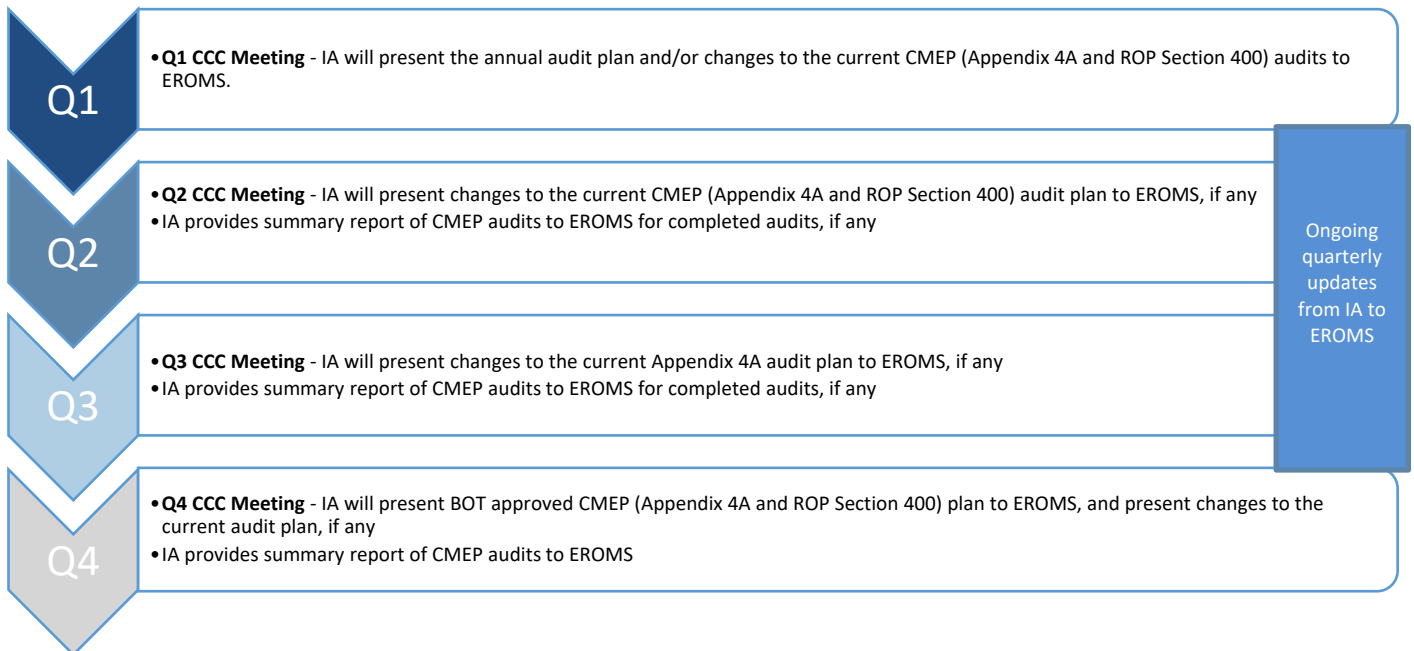 Q1
•Q1 CCC Meeting - IA will present the annual audit plan and/or changes to the current CMEP (Appendix 4A and ROP Section 400) audits to
EROMS.
Q2
•Q2 CCC Meeting - IA will present changes to the current CMEP (Appendix 4A and ROP Section 400) audit plan to EROMS, if any
•IA provides summary report of CMEP audits to EROMS for completed audits, if any
Q3
•Q3 CCC Meeting - IA will present changes to the current Appendix 4A audit plan to EROMS, if any
•IA provides summary report of CMEP audits to EROMS for completed audits, if any
Q4
•Q4 CCC Meeting - IA will present BOT approved CMEP (Appendix 4A and ROP Section 400) plan to EROMS, and present changes to the
current audit plan, if any
•IA provides summary report of CMEP audits to EROMS
Ongoing
quarterly
updates
from IA to
EROMS